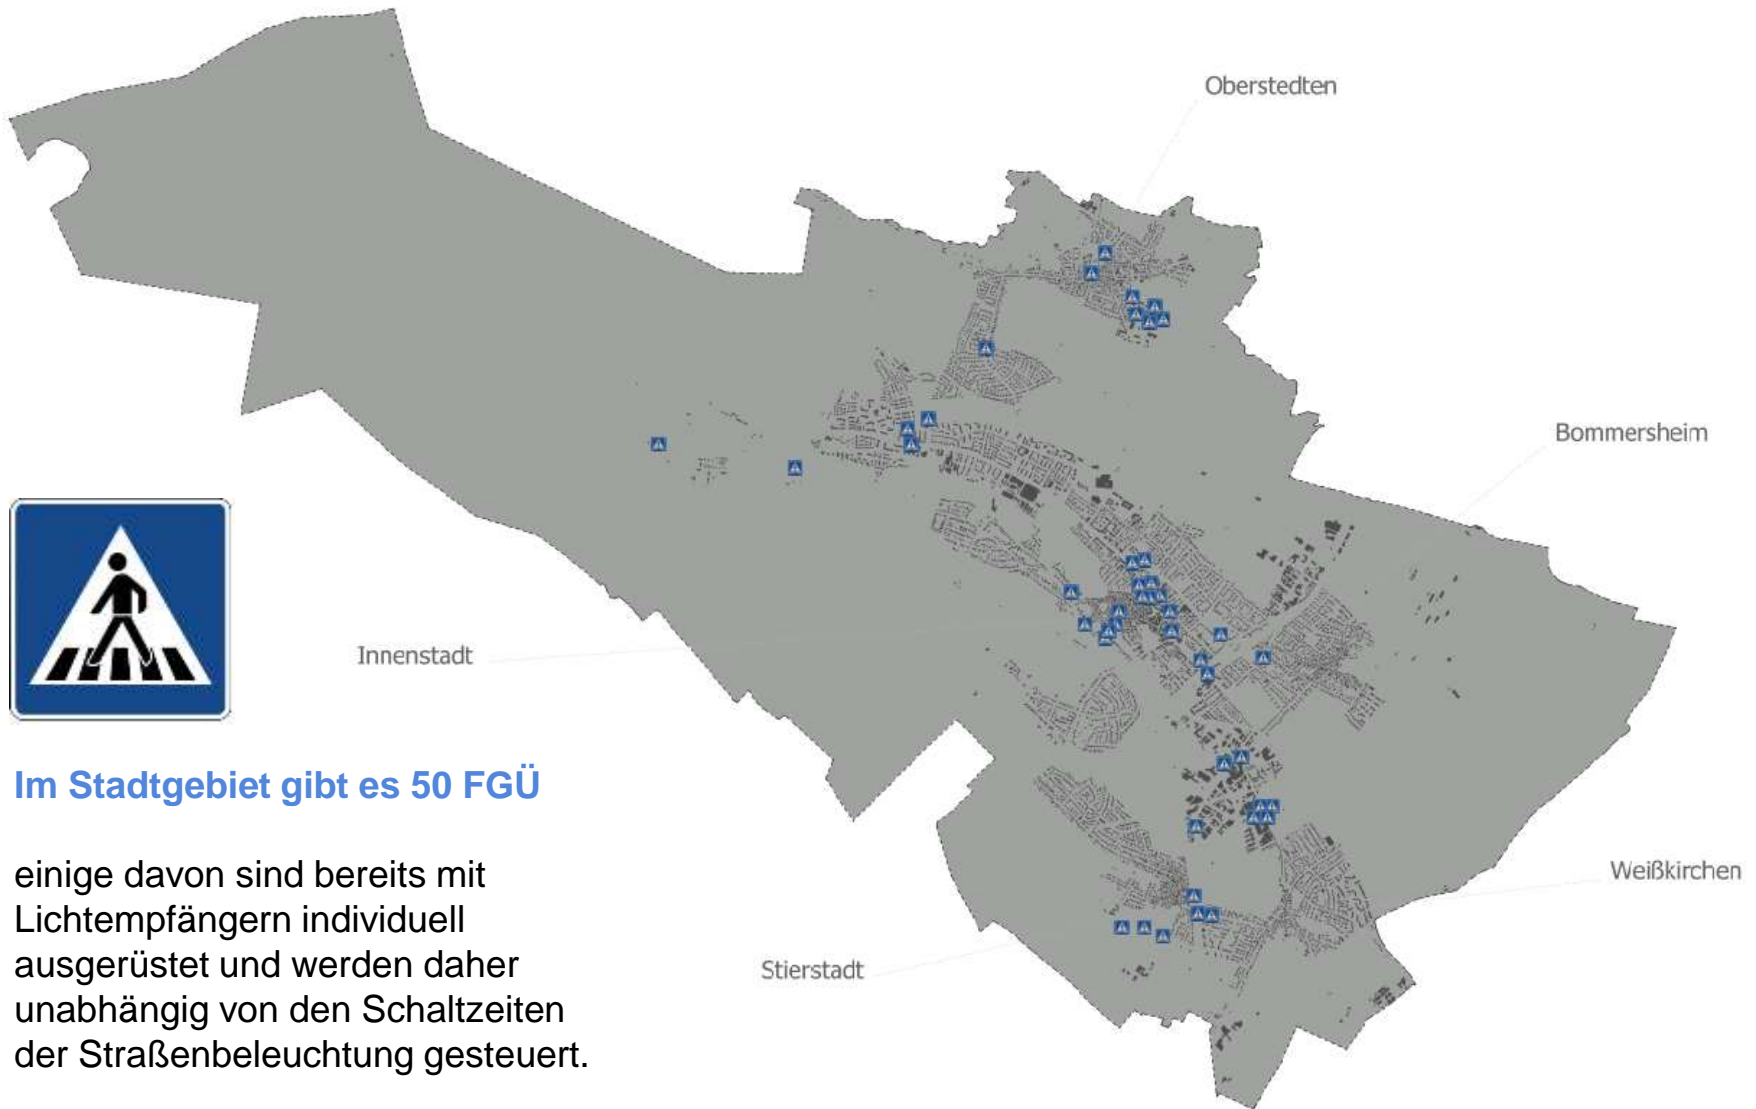 Oberstedten
Bommersheim
Innenstadt
Im Stadtgebiet gibt es 50 FGÜ
einige davon sind bereits mit
Lichtempfängern individuell
ausgerüstet und werden daher
unabhängig von den Schaltzeiten
der Straßenbeleuchtung gesteuert.
Weißkirchen
Stierstadt